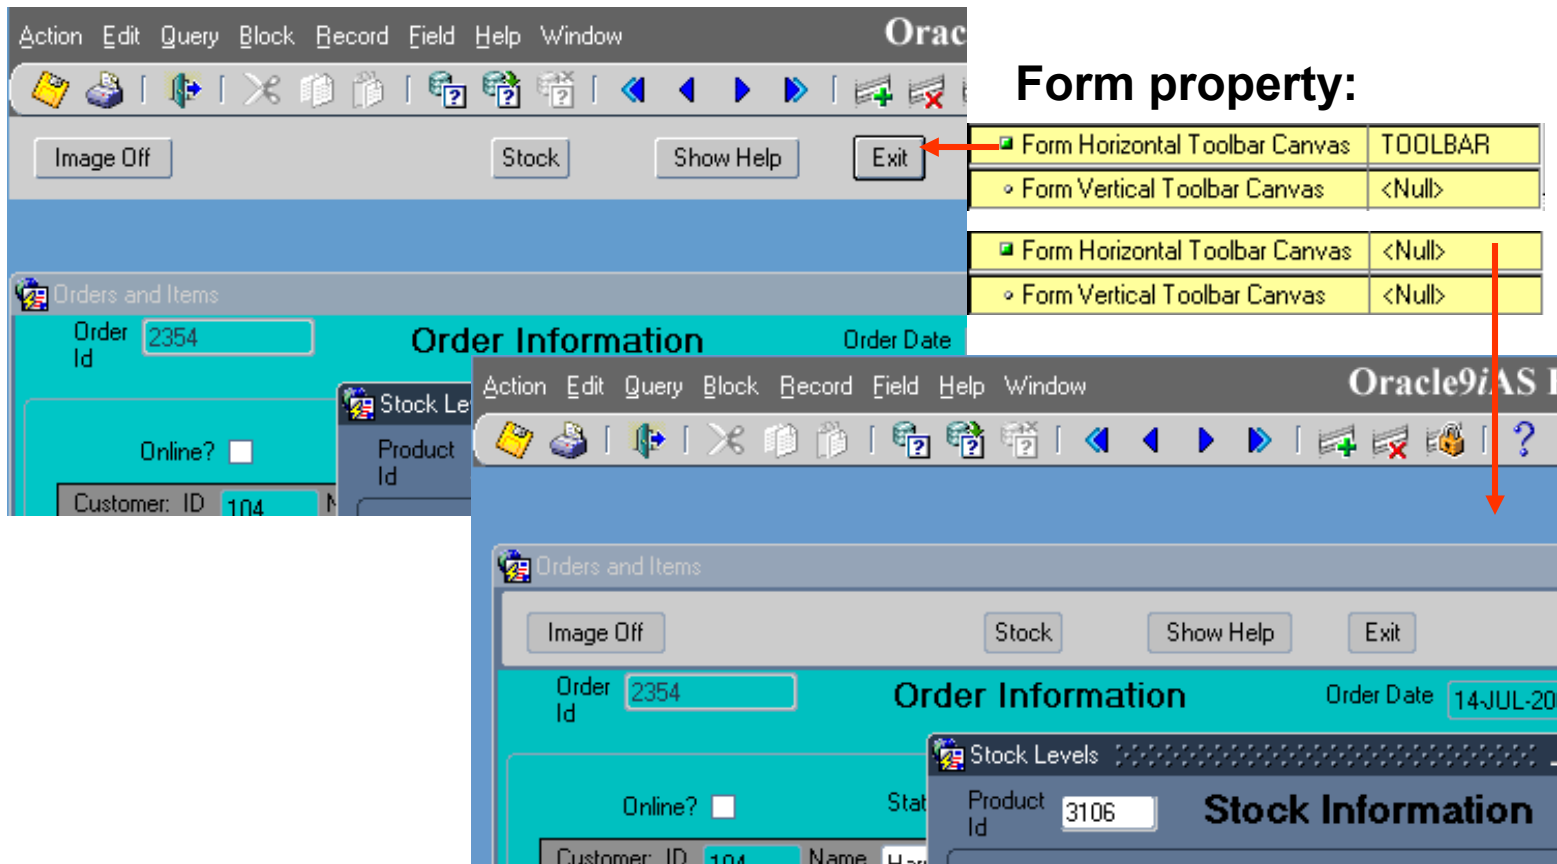 Action Edit Query Block Record Field Help Window
Orac
Form property:
Image Off Stock Show Help Exit
Form Horizontal Toolbar Canvas TOOLBAR
Form Vertical Toolbar Canvas <Null>
Form Horizontal Toolbar Canvas <Null>
Form Vertical Toolbar Canvas <Null>
Orders and Items
Order Id 2354 Order Information Order Date
Stock Le
Online? Product Id
Customer: ID 104 N
Action Edit Query Block Record Field Help Window
Oracle9iAS
Orders and Items
Image Off Stock Show Help Exit
Order Id 2354 Order Information Order Date 14-JUL-20
Stock Levels
Online? Stat Product Id 3106 Stock Information
Customer: ID 104 Name